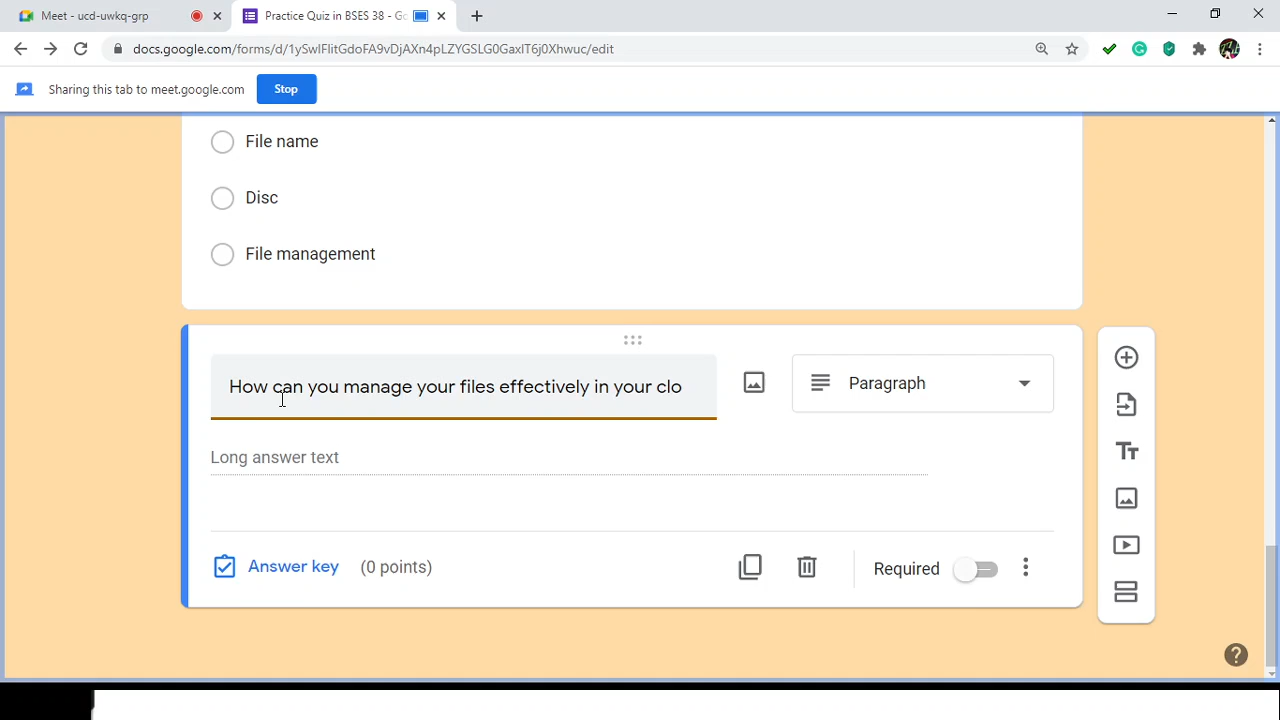 Meet - ucd-uwkq-grp
Practice Quiz in BSES 38 - Go
docs.google.com/forms/d/1ySwIFlitGdoFA9vDjAXn4pLZYGSLG0GaxIT6j0Xhwuc/edit
Sharing this tab to meet.google.com
Stop
File name
Disc
File management
How can you manage your files effectively in your clo
Paragraph
Long answer text
Answer key (0 points)
Required